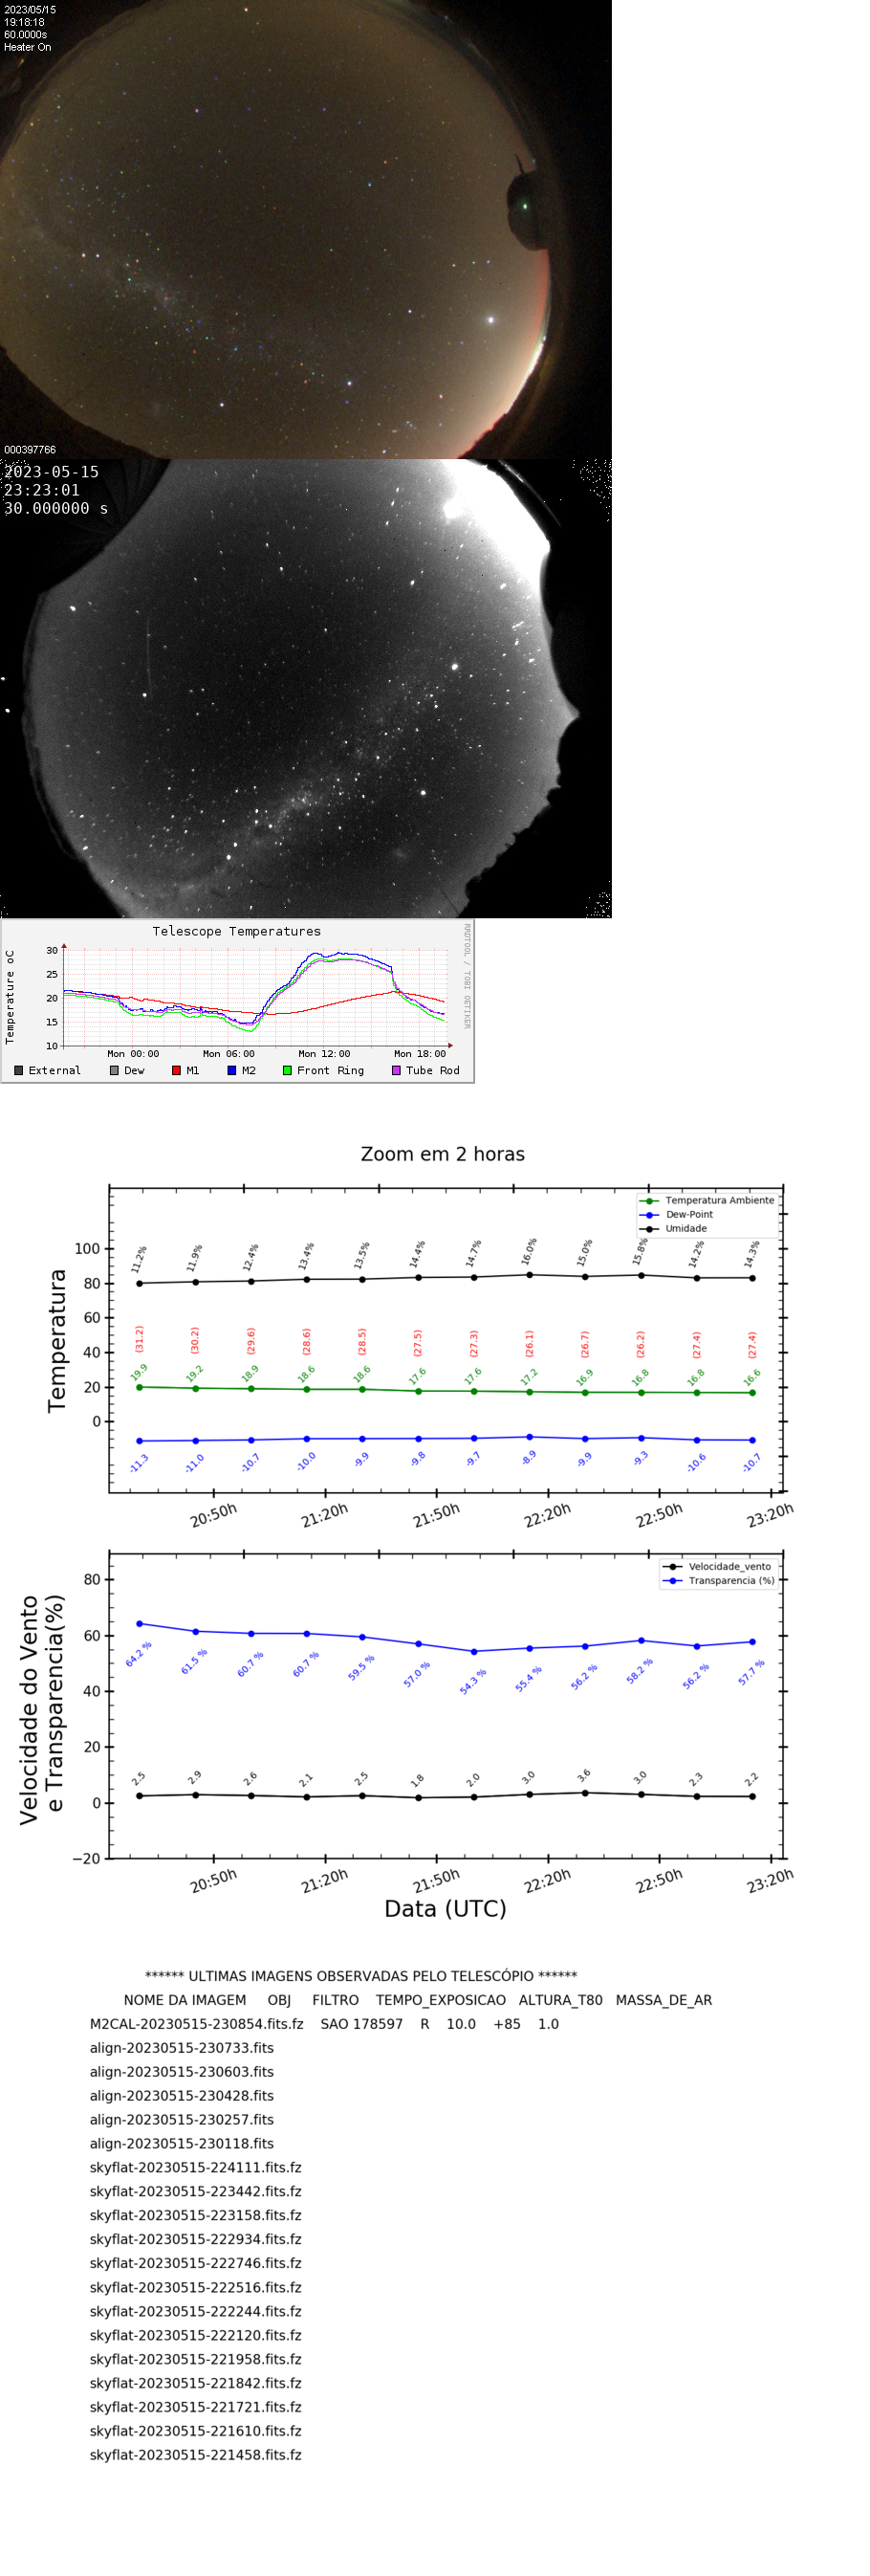 2023/05/15
19:18:18
60.0000s
Heater On
000397766
2023-05-15
23:23:01
30.000000 s
Telescope Temperatures
RRDTOOL / TOBI OETIKER
Temperature oC
30
25
20
15
10
Mon 00:00 Mon 06:00 Mon 12:00 Mon 18:00
External Dew M1 M2 Front Ring Tube Rod
Zoom em 2 horas
Temperatura Ambiente
Dew-Point
Umidade
Temperatura
100
80
60
40
20
0
11.2% 11.9% 12.4% 13.4% 13.5% 14.4% 14.7% 16.0% 15.0% 15.8% 14.2% 14.3%
(31.2) (30.2) (29.6) (28.6) (28.5) (27.5) (27.3) (26.1) (26.7) (26.2) (27.4) (27.4)
19.9 19.2 18.9 18.6 18.6 17.6 17.6 17.2 16.9 16.8 16.8 16.6
-11.3 -11.0 -10.7 -10.0 -9.9 -9.8 -9.7 -8.9 -9.9 -9.3 -10.6 -10.7
20:50h 21:20h 21:50h 22:20h 22:50h 23:20h
Velocidade_vento
Transparencia (%)
Velocidade do Vento
e Transparencia(%)
80
60
40
20
0
−20
64.2 % 61.5 % 60.7 % 60.7 % 59.5 % 57.0 % 54.3 % 55.4 % 56.2 % 58.2 % 56.2 % 57.7 %
2.5 2.9 2.6 2.1 2.5 1.8 2.0 3.0 3.6 3.0 2.3 2.2
20:50h 21:20h 21:50h 22:20h 22:50h 23:20h
Data (UTC)
****** ULTIMAS IMAGENS OBSERVADAS PELO TELESCÓPIO ******
NOME DA IMAGEM OBJ FILTRO TEMPO_EXPOSICAO ALTURA_T80 MASSA_DE_AR
M2CAL-20230515-230854.fits.fz SAO 178597 R 10.0 +85 1.0
align-20230515-230733.fits
align-20230515-230603.fits
align-20230515-230428.fits
align-20230515-230257.fits
align-20230515-230118.fits
skyflat-20230515-224111.fits.fz
skyflat-20230515-223442.fits.fz
skyflat-20230515-223158.fits.fz
skyflat-20230515-222934.fits.fz
skyflat-20230515-222746.fits.fz
skyflat-20230515-222516.fits.fz
skyflat-20230515-222244.fits.fz
skyflat-20230515-222120.fits.fz
skyflat-20230515-221958.fits.fz
skyflat-20230515-221842.fits.fz
skyflat-20230515-221721.fits.fz
skyflat-20230515-221610.fits.fz
skyflat-20230515-221458.fits.fz